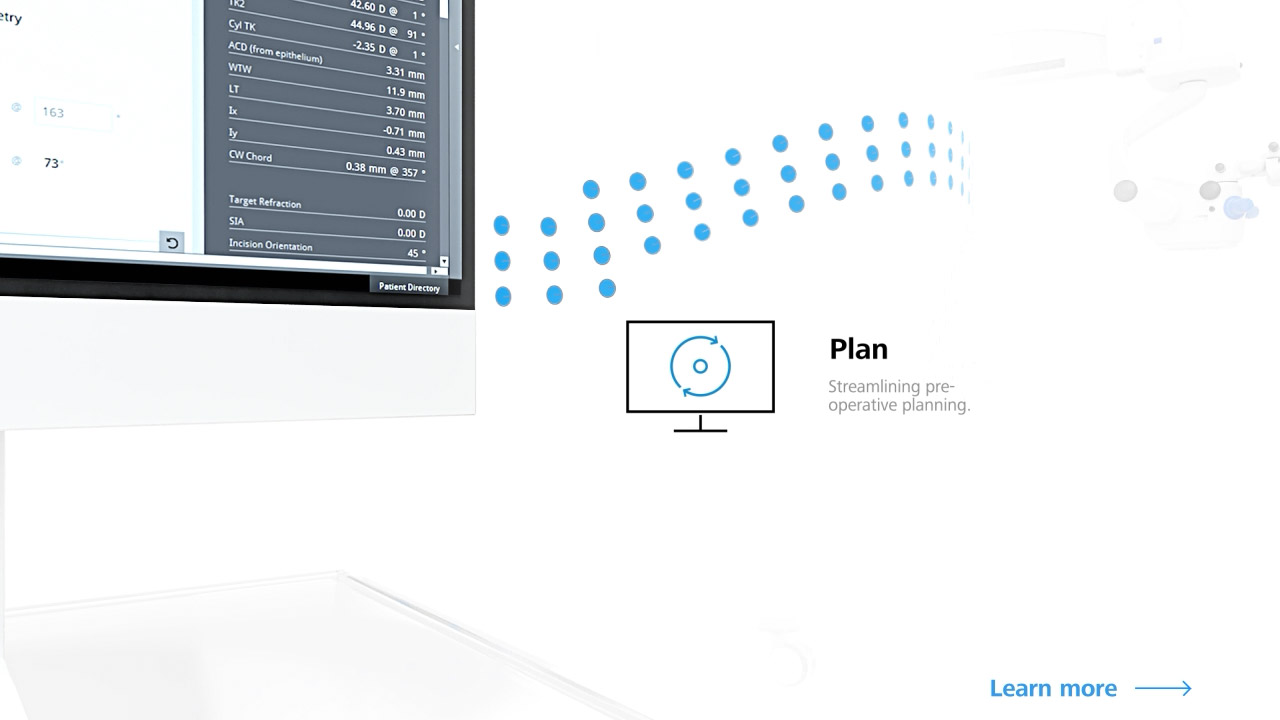 etry
163 °
73°
42.60 D @ 1 °
TK2 44.96 D @ 91 °
Cyl TK -2.35 D @ 1 °
ACD (from epithelium) 3.31 mm
WTW 11.9 mm
LT 3.70 mm
Ix -0.71 mm
Iy 0.43 mm
CW Chord 0.38 mm @ 357 °
Target Refraction 0.00 D
SIA 0.00 D
Incision Orientation 45 °
Patient Directory
Plan
Streamlining pre-
operative planning.
Learn more